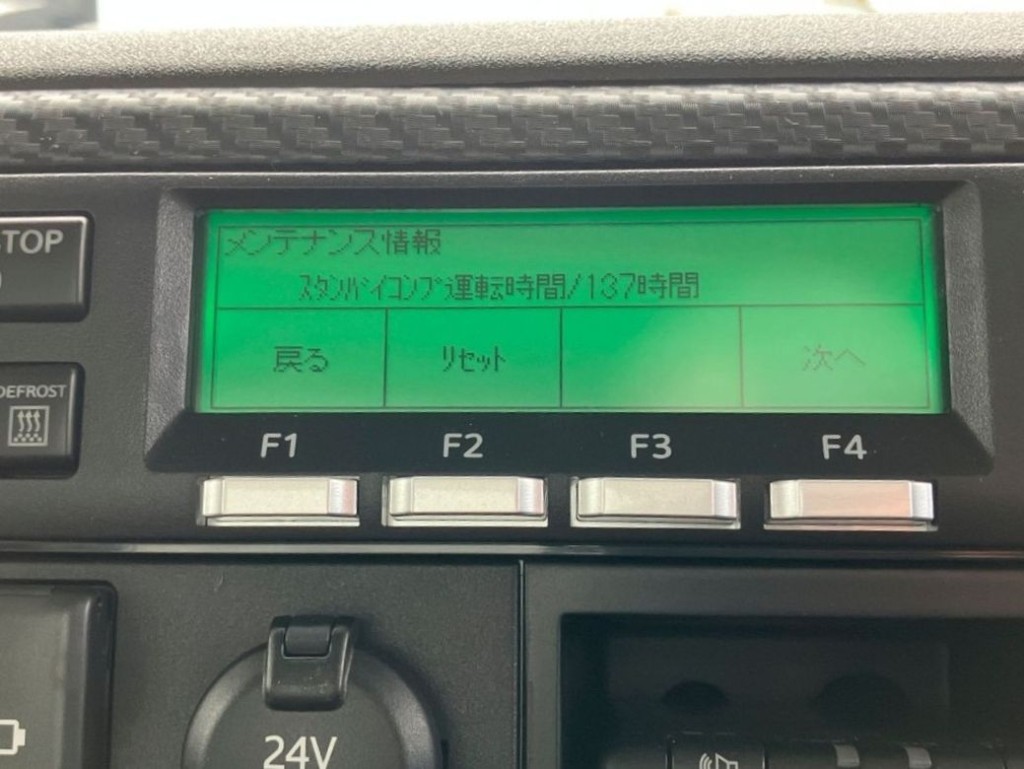 メンテナンス情報
スタンバイコンプ運転時間/137時間
戻る
リセット
次へ
F1
F2
F3
F4
STOP
DEFROST
24V